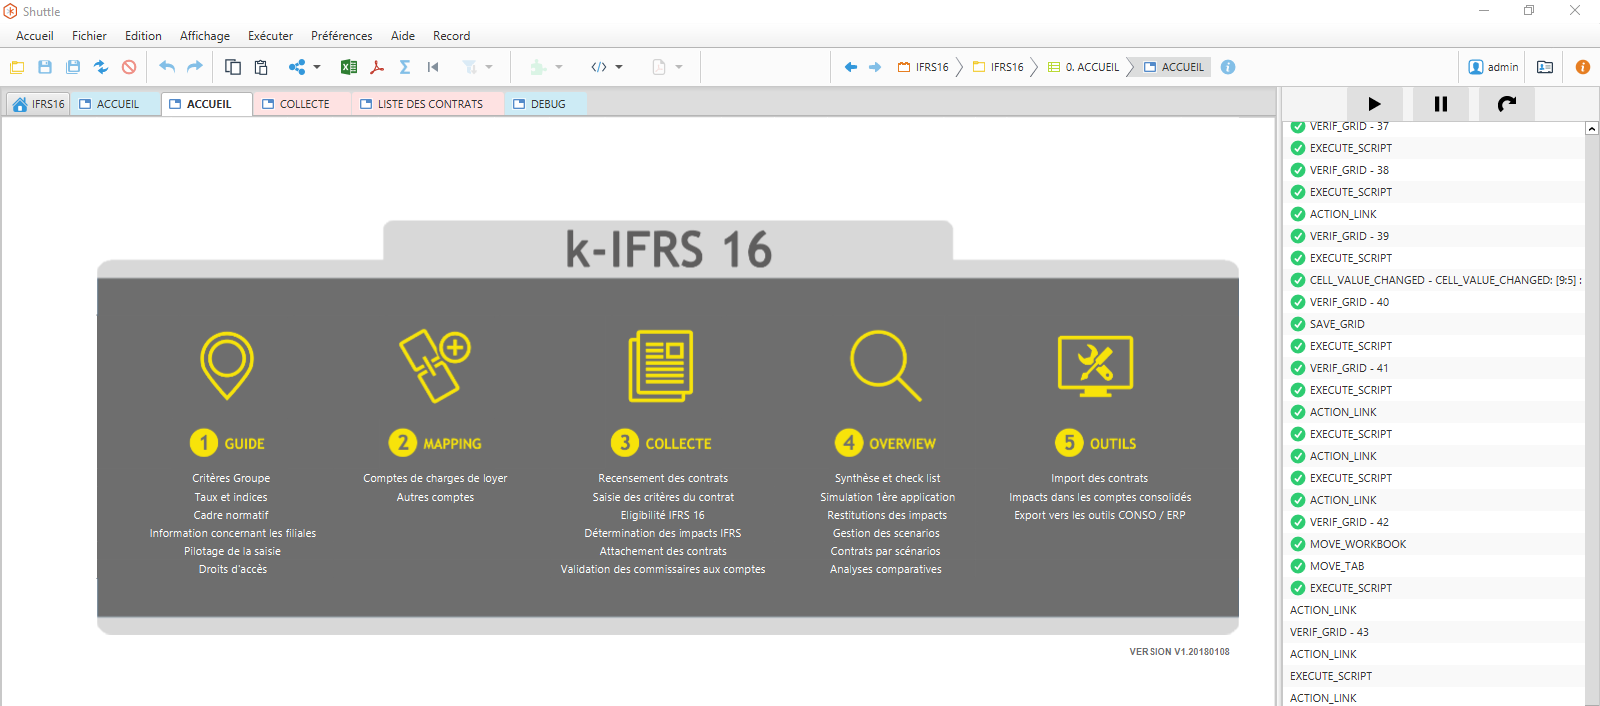 Shuttle
Accueil Fichier Edition Affichage Exécuter Préférences Aide Record
IFRS16 IFRS16 0. ACCUEIL ACCUEIL admin
IFRS16 ACCUEIL ACCUEIL COLLECTE LISTE DES CONTRATS DEBUG
k-IFRS 16
1 GUIDE
Critères Groupe
Taux et indices
Cadre normatif
Information concernant les filiales
Pilotage de la saisie
Droits d'accès
2 MAPPING
Comptes de charges de loyer
Autres comptes
3 COLLECTE
Recensement des contrats
Saisie des critères du contrat
Eligibilité IFRS 16
Détermination des impacts IFRS
Attachement des contrats
Validation des commissaires aux comptes
4 OVERVIEW
Synthèse et check list
Simulation 1ère application
Restitutions des impacts
Gestion des scenarios
Contrats par scénarios
Analyses comparatives
5 OUTILS
Import des contrats
Impacts dans les comptes consolidés
Export vers les outils CONSO / ERP
VERSION V1.20180108
VERIF_GRID - 37
EXECUTE_SCRIPT
VERIF_GRID - 38
EXECUTE_SCRIPT
ACTION_LINK
VERIF_GRID - 39
EXECUTE_SCRIPT
CELL_VALUE_CHANGED - CELL_VALUE_CHANGED: [9:5] :
VERIF_GRID - 40
SAVE_GRID
EXECUTE_SCRIPT
VERIF_GRID - 41
EXECUTE_SCRIPT
ACTION_LINK
EXECUTE_SCRIPT
ACTION_LINK
EXECUTE_SCRIPT
ACTION_LINK
VERIF_GRID - 42
MOVE_WORKBOOK
MOVE_TAB
EXECUTE_SCRIPT
ACTION_LINK
VERIF_GRID - 43
ACTION_LINK
EXECUTE_SCRIPT
ACTION_LINK